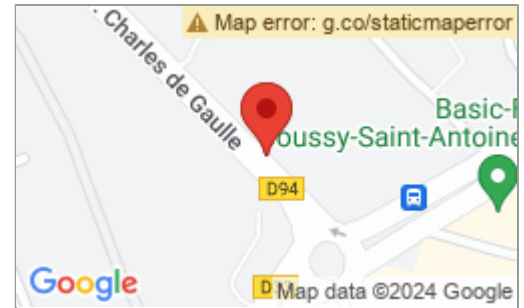 Map error: g.co/staticmaperror
. Charles de Gaulle
Basic-F
oussy-Saint-Antoine
D94
D
Google
Map data ©2024 Google